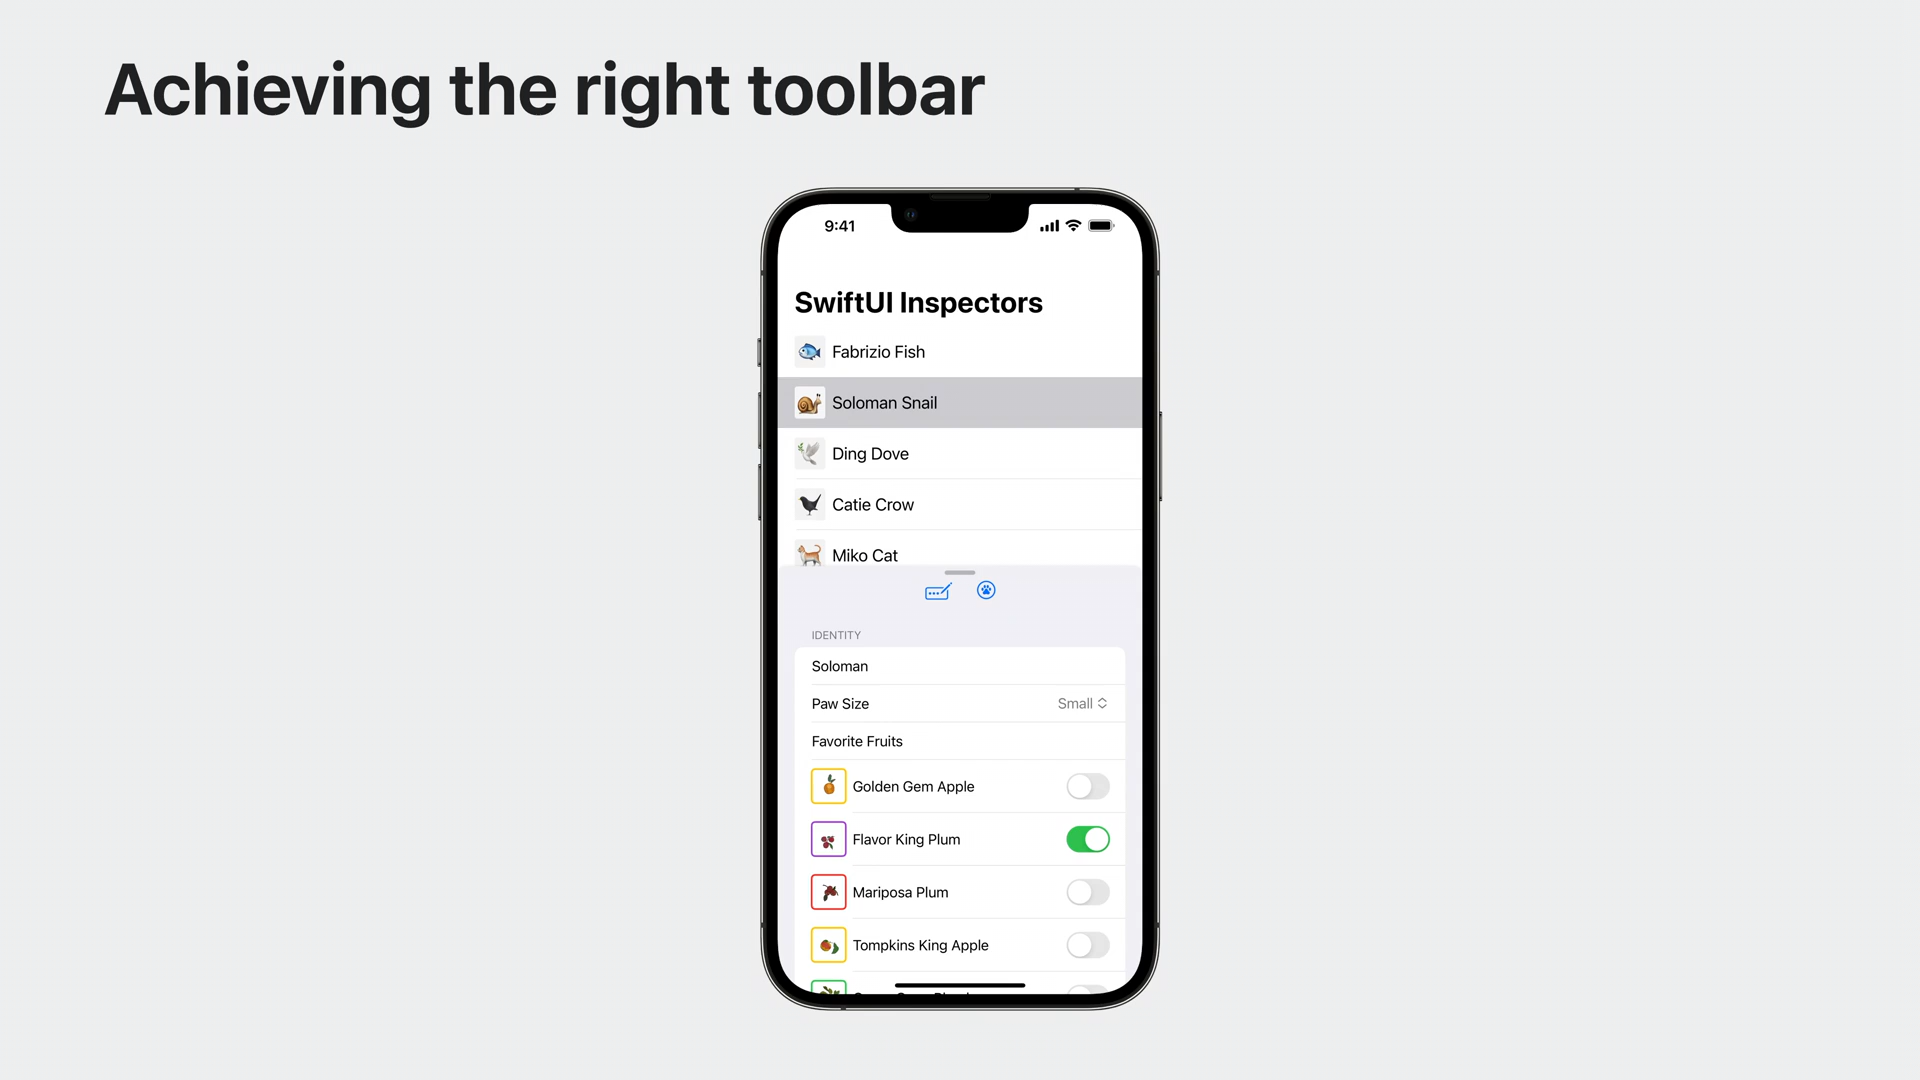 Achieving the right toolbar
9:41
SwiftUI Inspectors
Fabrizio Fish
Soloman Snail
Ding Dove
Catie Crow
Miko Cat
IDENTITY
Soloman
Paw Size Small
Favorite Fruits
Golden Gem Apple
Flavor King Plum
Mariposa Plum
Tompkins King Apple